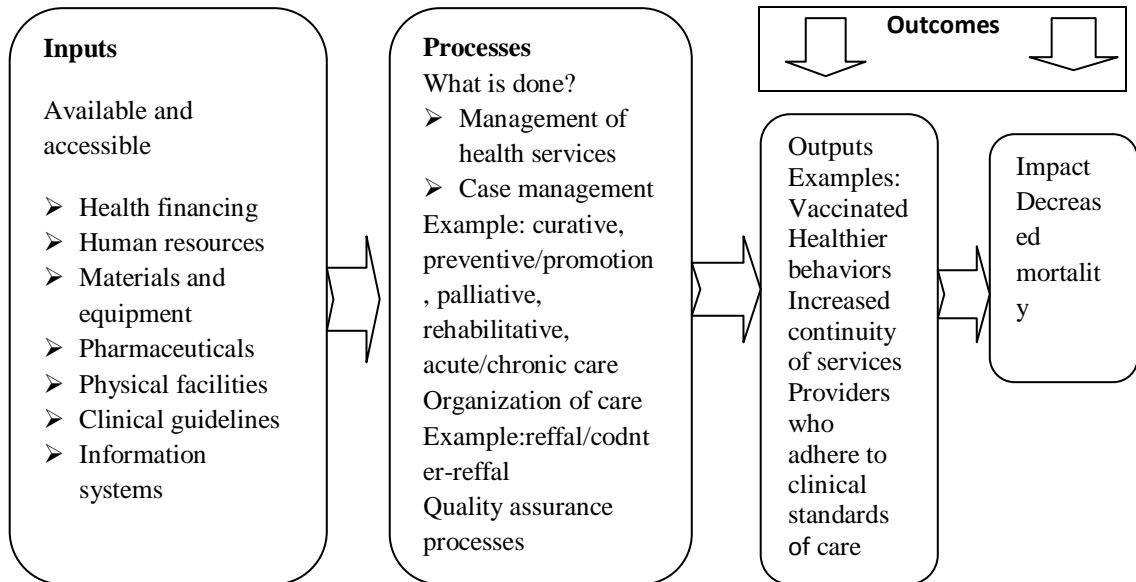 Inputs
Available and
accessible
➤ Health financing
➤ Human resources
➤ Materials and
equipment
➤ Pharmaceuticals
➤ Physical facilities
➤ Clinical guidelines
➤ Information
systems
Processes
What is done?
➤ Management of
health services
➤ Case management
Example: curative,
preventive/promotion
, palliative,
rehabilitative,
acute/chronic care
Organization of care
Example:reffal/codnt
er-reffal
Quality assurance
processes
Outcomes
Outputs
Examples:
Vaccinated
Healthier
behaviors
Increased
continuity
of services
Providers
who
adhere to
clinical
standards
of care
Impact
Decreas
ed
mortalit
y